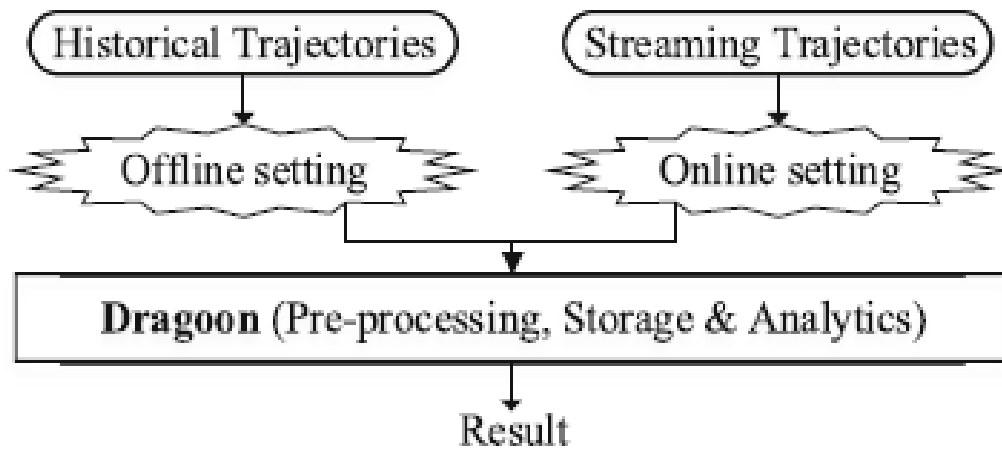 Historical Trajectories
Streaming Trajectories
Offline setting
Online setting
Dragoon (Pre-processing, Storage & Analytics)
Result